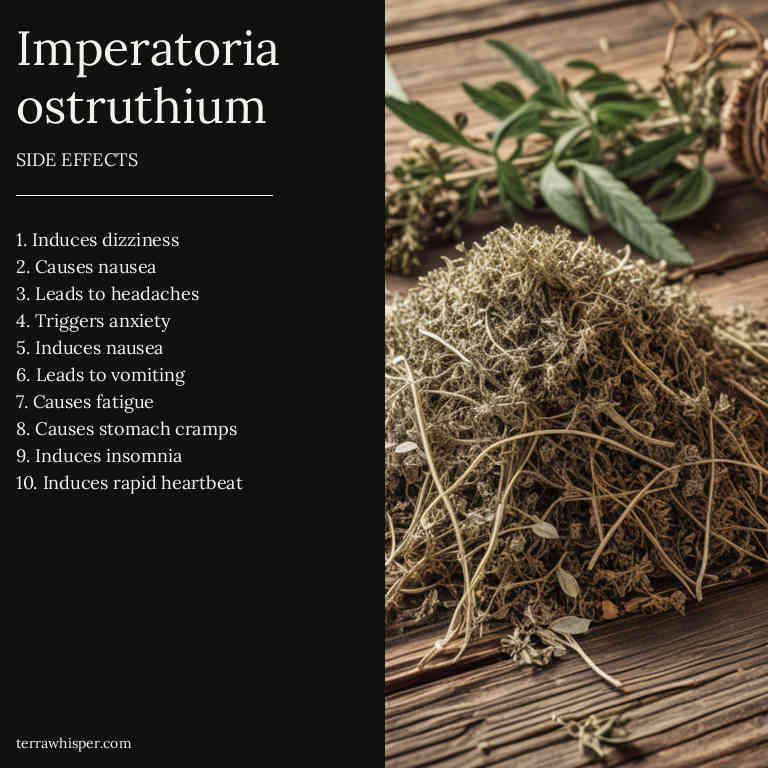 Imperatoria
ostruthium
SIDE EFFECTS
1. Induces dizziness
2. Causes nausea
3. Leads to headaches
4. Triggers anxiety
5. Induces nausea
6. Leads to vomiting
7. Causes fatigue
8. Causes stomach cramps
9. Induces insomnia
10. Induces rapid heartbeat
terrawhisper.com